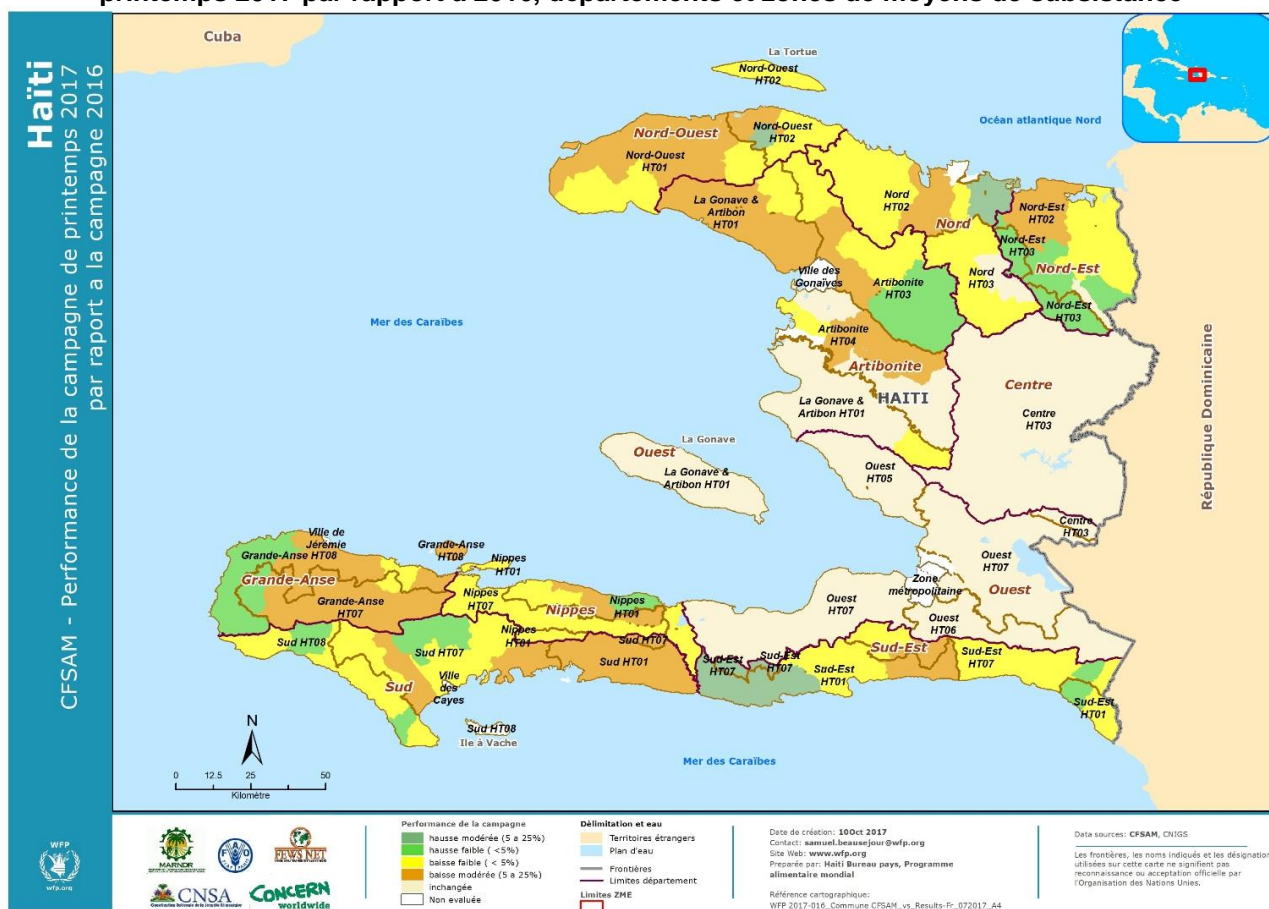 printemps 2017 par rapport à 2016, départements et zones de moyens de subsistance
Haïti
CFSAM - Performance de la campagne de printemps 2017
par raport a la campagne 2016
WFP
wfp.org
Cuba
La Tortue
Nord-Ouest
HT02
Océan atlantique Nord
Nord-Ouest
Nord-Ouest
HT02
Nord-Ouest
HT01
La Gonave &
Artibon
HT01
Nord
HT02
Nord
Nord-Est
HT02
Nord-Est
HT03
Nord-Est
Nord
HT03
Nord-Est
HT03
Ville des
Gonaïves
Artibonite
HT03
Mer des Caraïbes
Artibonite
HT04
Artibonite
HAITI
Centre
Centre
HT03
République Dominicaine
La Gonave &
Artibon HT01
La Gonave
Ouest
La Gonave &
Artibon HT01
Ouest
HT05
Centre
HT03
Ouest
HT07
Zone
métropolitaine
Ouest
Ouest
HT07
Ouest
HT06
Ville de
Jérémie
Grande-Anse HT08
Grande-Anse
Grande-Anse
HT07
Grande-Anse
HT08
Nippes
HT01
Nippes
HT07
Nippes
Nippes
HT01
Nippes
HT01
Sud HT08
Sud HT07
Sud HT07
Sud HT01
Sud
Ville
des
Cayes
Sud HT08
Ile à Vache
Sud-Est
HT07
Sud-Est
HT07
Sud-Est
HT01
Sud-Est
Sud-Est
HT07
Sud-Est
HT01
Mer des Caraïbes
N
0 12.5 25 50
Kilomètre
MARNDR
FAO
FEWS NET
CNSA
CONCERN
worldwide
Performance de la campagne
hausse modérée (5 a 25%)
hausse faible ( <5%)
baisse faible ( < 5%)
baisse modérée (5 a 25%)
inchangée
Non evaluée
Délimitation et eau
Territoires étrangers
Plan d'eau
Frontières
Limites département
Limites ZME
Date de création: 10Oct 2017
Contact: samuel.beausejour@wfp.org
Site Web: www.wfp.org
Preparée par: Haiti Bureau pays, Programme
alimentaire mondial
Référence cartographique:
WFP 2017-016_Commune CFSAM_vs_Results-Fr_072017_A4
Data sources: CFSAM, CNIGS
Les frontières, les noms indiqués et les désignation
utilisées sur cette carte ne signifient pas
reconnaissance ou acceptation officielle par
l'Organisation des Nations Unies.